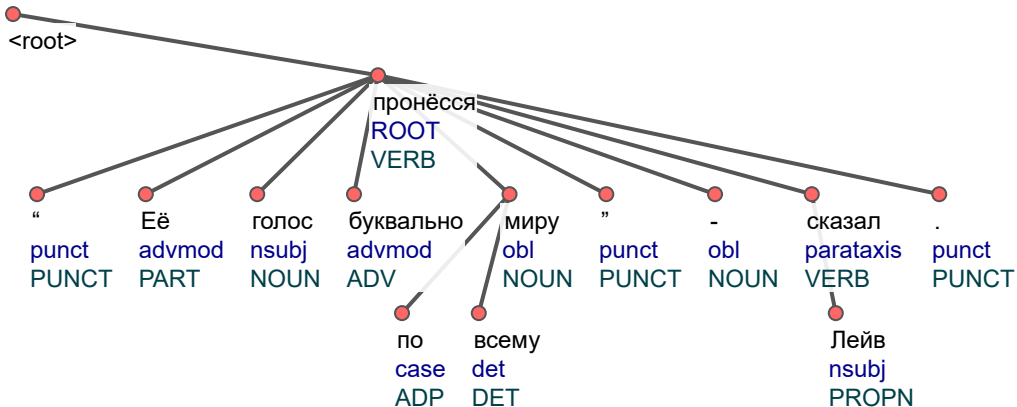 <root>
пронёсся
ROOT
VERB
“ Её голос буквально миру ” - сказал .
punct advmod nsubj advmod obl punct obl parataxis punct
PUNCT PART NOUN ADV NOUN PUNCT NOUN VERB PUNCT
по всему Лейв
case det nsubj
ADP DET PROPN